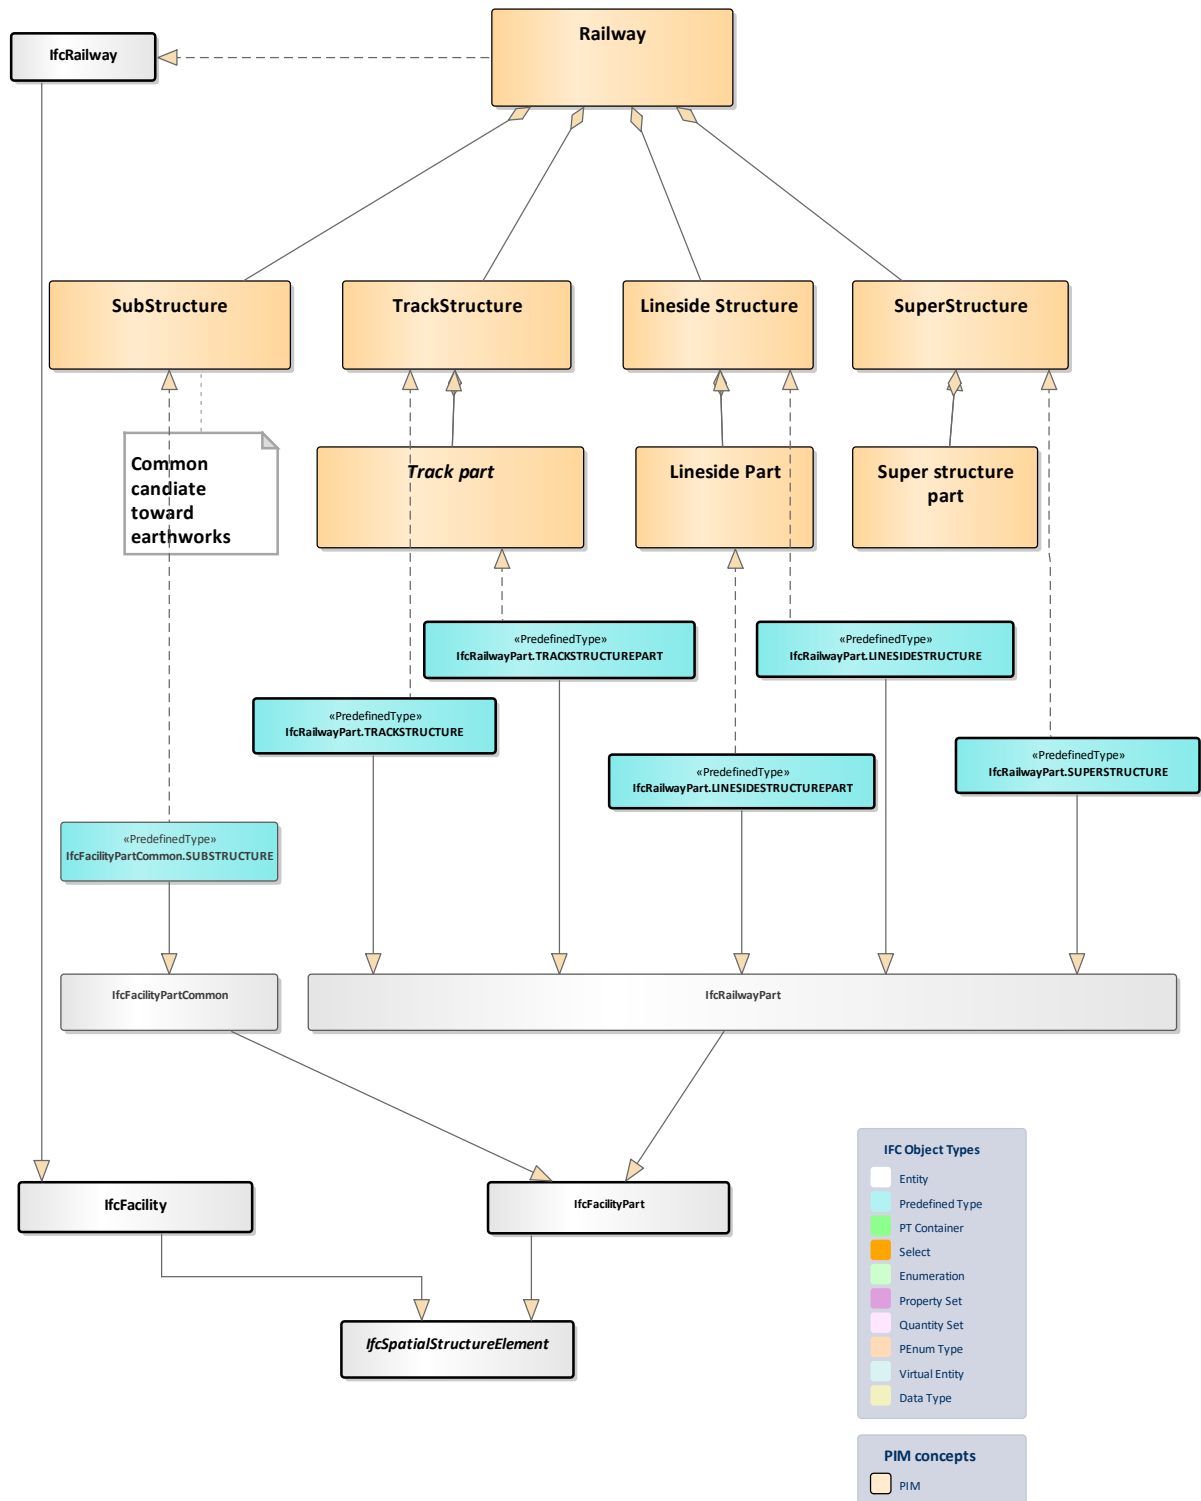 Railway
IfcRailway
SubStructure
TrackStructure
Lineside Structure
SuperStructure
Common
candiate
toward
earthworks
Track part
Lineside Part
Super structure
part
«PredefinedType»
IfcRailwayPart.TRACKSTRUCTUREPART
«PredefinedType»
IfcRailwayPart.LINESIDESTRUCTURE
«PredefinedType»
IfcRailwayPart.TRACKSTRUCTURE
«PredefinedType»
IfcRailwayPart.LINESIDESTRUCTUREPART
«PredefinedType»
IfcRailwayPart.SUPERSTRUCTURE
«PredefinedType»
IfcFacilityPartCommon.SUBSTRUCTURE
IfcFacilityPartCommon
IfcRailwayPart
IfcFacility
IfcFacilityPart
IfcSpatialStructureElement
IFC Object Types
Entity
Predefined Type
PT Container
Select
Enumeration
Property Set
Quantity Set
PEnum Type
Virtual Entity
Data Type
PIM concepts
PIM